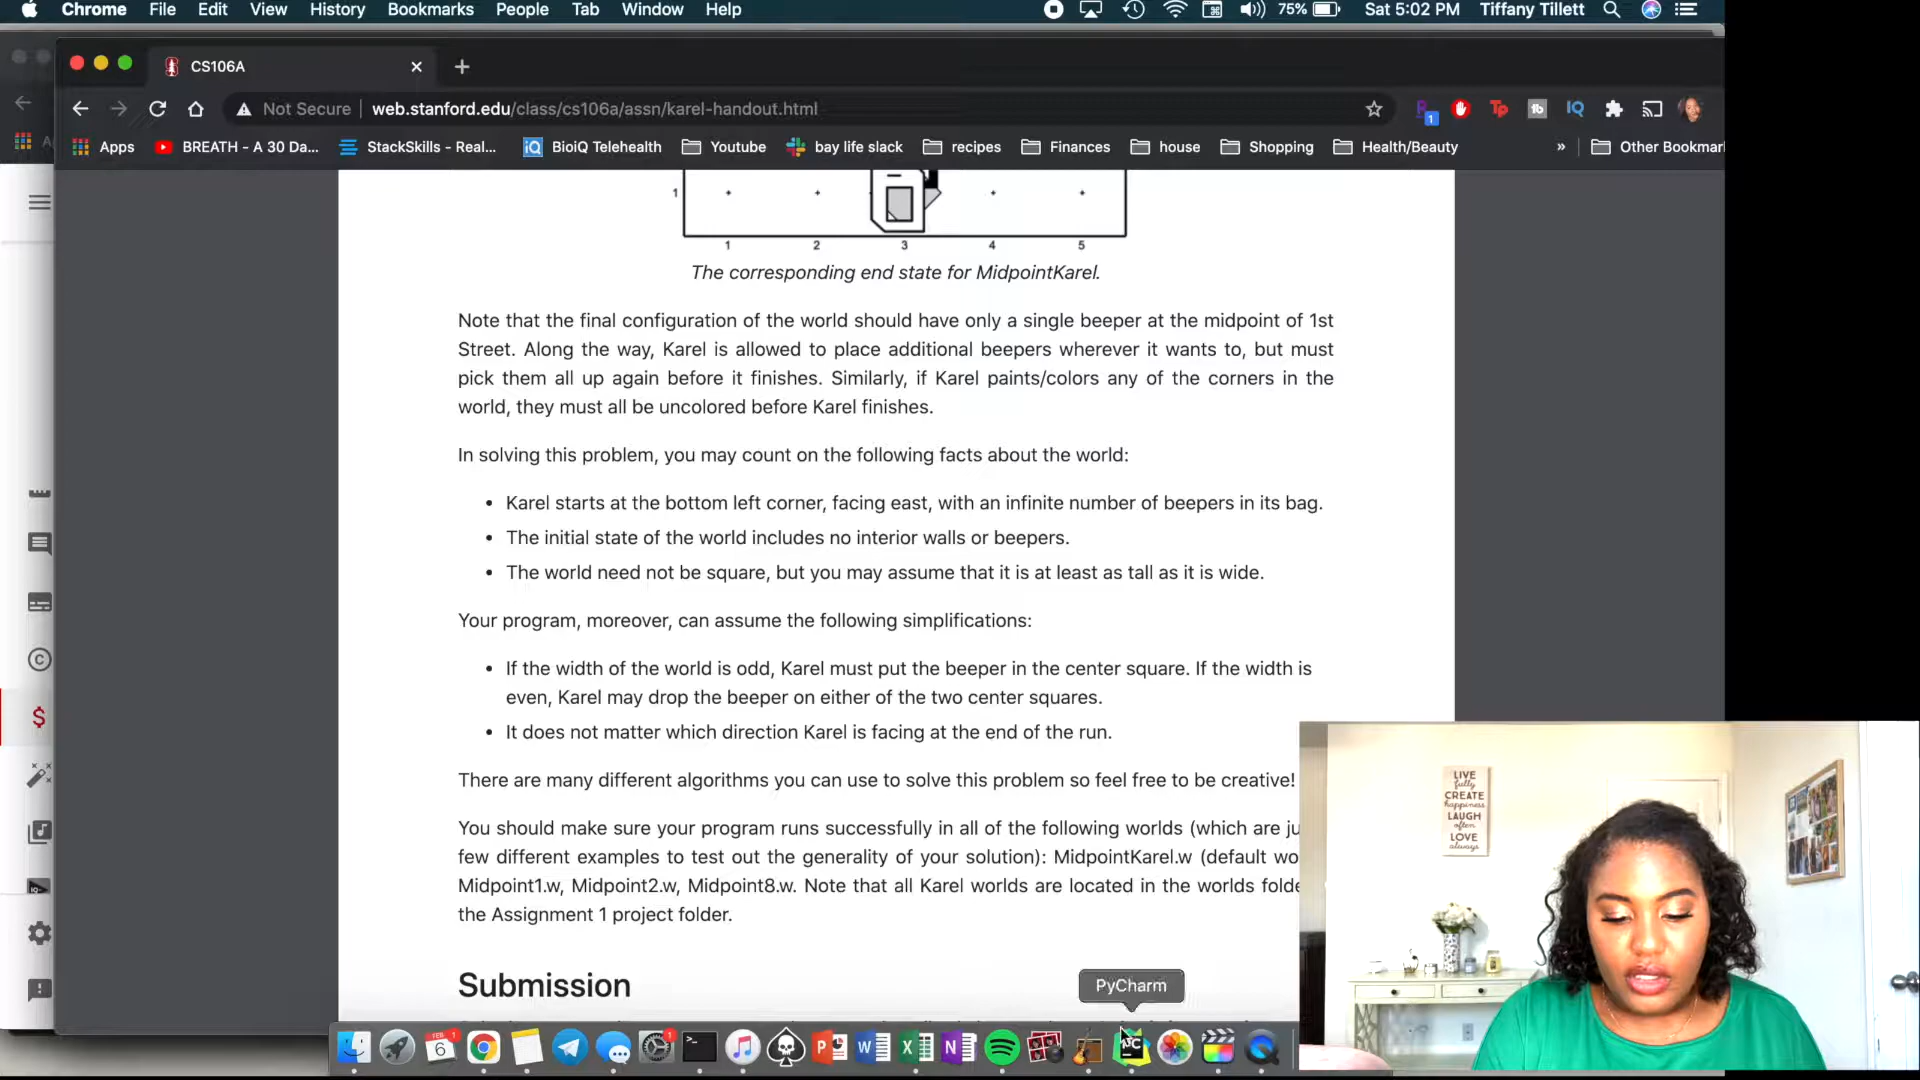 Chrome File Edit View History Bookmarks People Tab Window Help 75% Sat 5:02 PM Tiffany Tillett
CS106A
Not Secure web.stanford.edu/class/cs106a/assn/karel-handout.html
1
Apps BREATH - A 30 Da... StackSkills - Real... BioiQ Telehealth Youtube bay life slack recipes Finances house Shopping Health/Beauty » Other Bookmar
1
1 2 3 4 5
The corresponding end state for MidpointKarel.
Note that the final configuration of the world should have only a single beeper at the midpoint of 1st
Street. Along the way, Karel is allowed to place additional beepers wherever it wants to, but must
pick them all up again before it finishes. Similarly, if Karel paints/colors any of the corners in the
world, they must all be uncolored before Karel finishes.
In solving this problem, you may count on the following facts about the world:
• Karel starts at the bottom left corner, facing east, with an infinite number of beepers in its bag.
• The initial state of the world includes no interior walls or beepers.
• The world need not be square, but you may assume that it is at least as tall as it is wide.
Your program, moreover, can assume the following simplifications:
• If the width of the world is odd, Karel must put the beeper in the center square. If the width is
even, Karel may drop the beeper on either of the two center squares.
• It does not matter which direction Karel is facing at the end of the run.
There are many different algorithms you can use to solve this problem so feel free to be creative!
You should make sure your program runs successfully in all of the following worlds (which are ju
few different examples to test out the generality of your solution): MidpointKarel.w (default wo
Midpoint1.w, Midpoint2.w, Midpoint8.w. Note that all Karel worlds are located in the worlds folde
the Assignment 1 project folder.
Submission
PyCharm
LIVE
fully
CREATE
happiness
LAUGH
often
LOVE
always